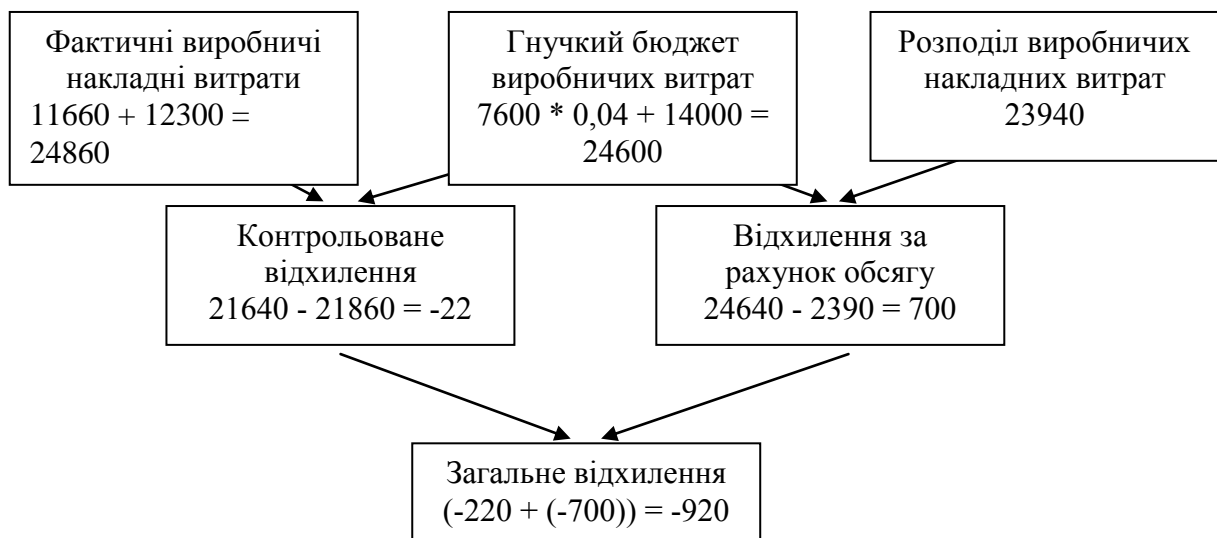 Фактичні виробничі
накладні витрати
11660 + 12300 =
24860
Гнучкий бюджет
виробничих витрат
7600 * 0,04 + 14000 =
24600
Розподіл виробничих
накладних витрат
23940
Контрольоване
відхилення
21640 - 21860 = -22
Відхилення за
рахунок обсягу
24640 - 2390 = 700
Загальне відхилення
(-220 + (-700)) = -920